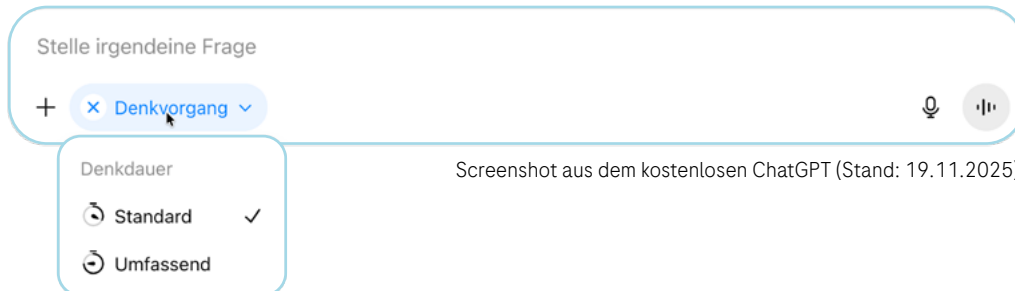 Stelle irgendeine Frage
Denkvorgang
Denkdauer
Screenshot aus dem kostenlosen ChatGPT (Stand: 19.11.2025)
Standard
Umfassend